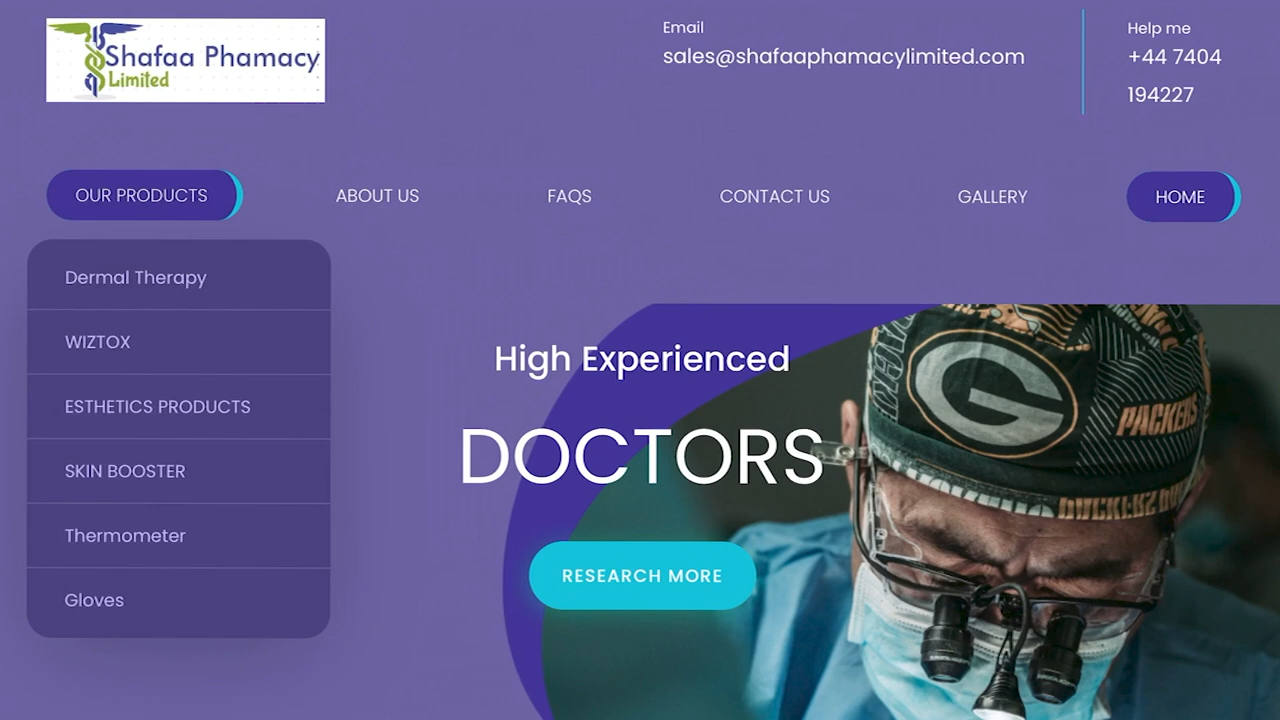 Shafaa Phamacy
Limited
Email
sales@shafaaphamacylimited.com
Help me
+44 7404
194227
OUR PRODUCTS
ABOUT US
FAQS
CONTACT US
GALLERY
HOME
Dermal Therapy
WIZTOX
ESTHETICS PRODUCTS
SKIN BOOSTER
Thermometer
Gloves
High Experienced
DOCTORS
RESEARCH MORE
G
PACKERS